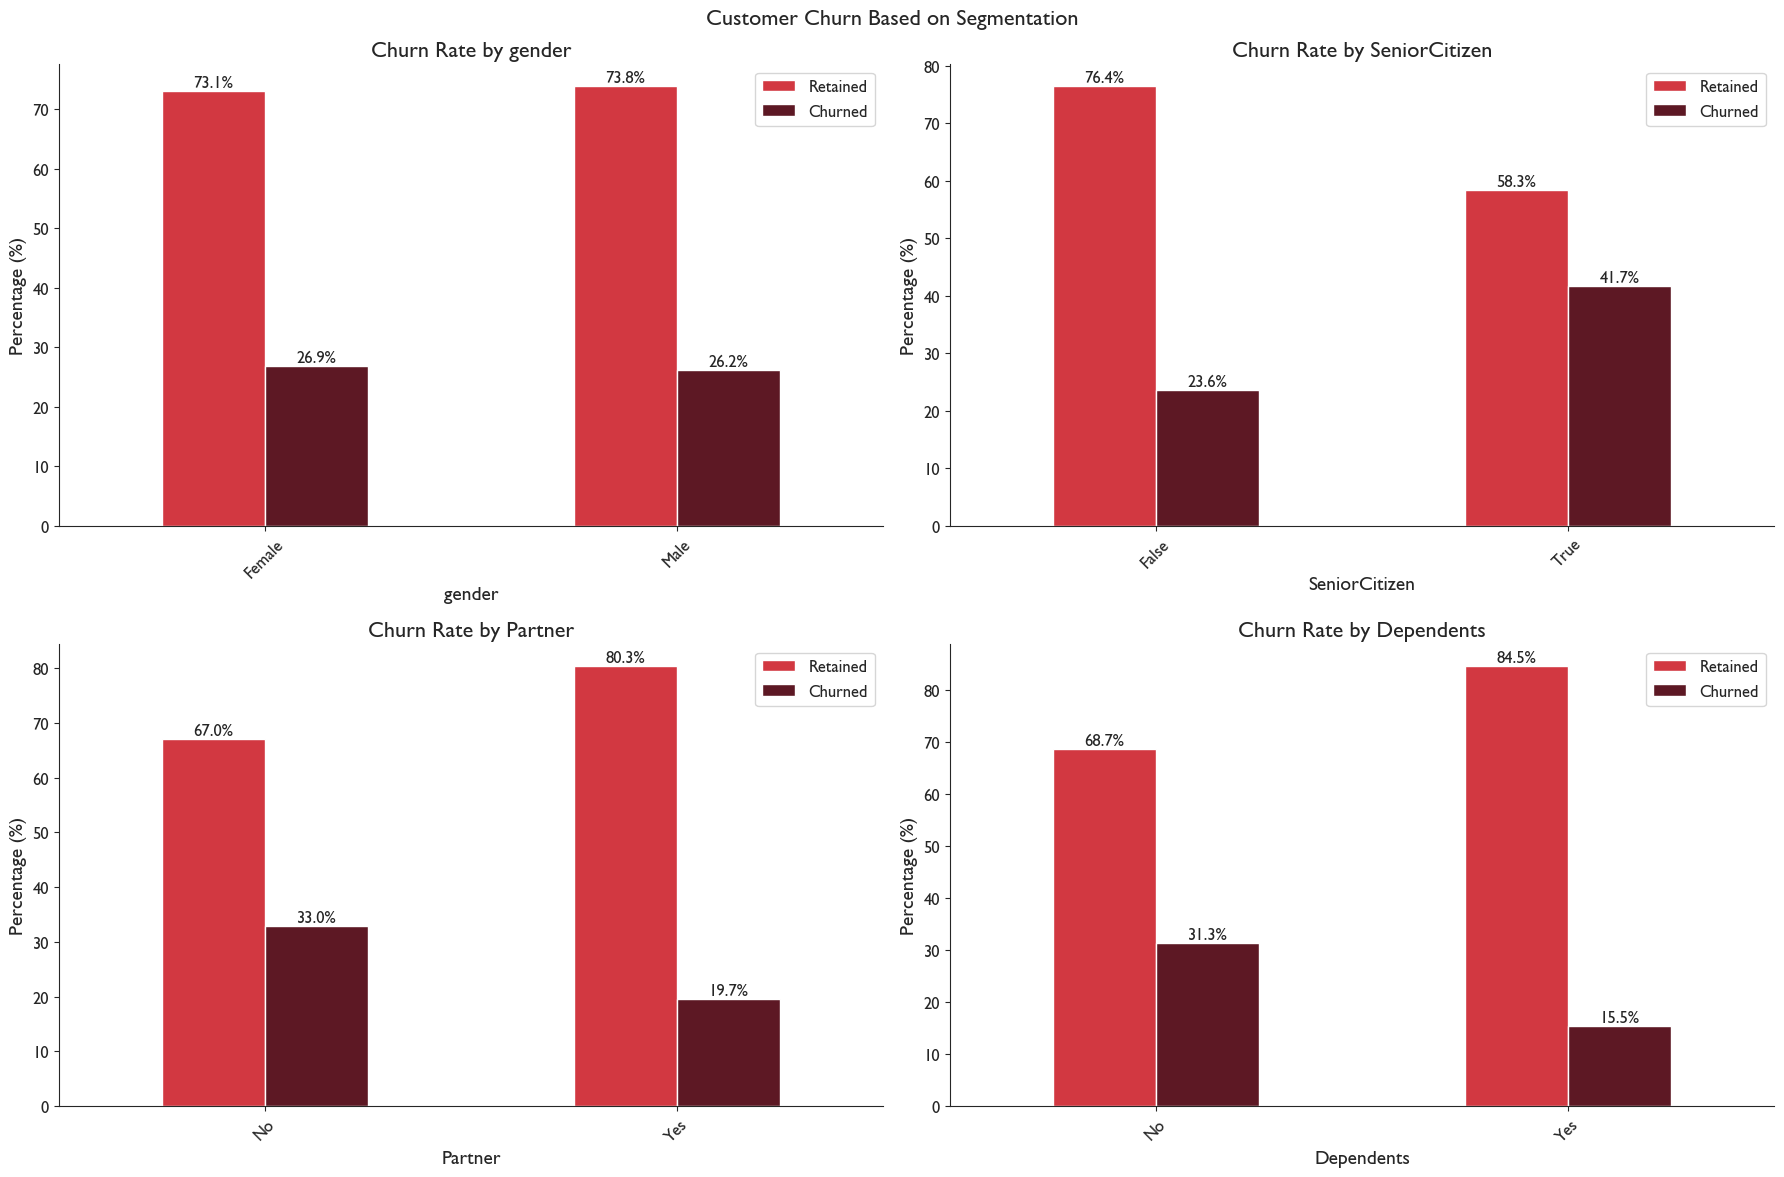 Customer Churn Based on Segmentation
Churn Rate by gender
Retained
Churned
73.1%
26.9%
73.8%
26.2%
Percentage (%)
70
60
50
40
30
20
10
0
Female
Male
gender
Churn Rate by SeniorCitizen
Retained
Churned
76.4%
23.6%
58.3%
41.7%
Percentage (%)
80
70
60
50
40
30
20
10
0
False
True
SeniorCitizen
Churn Rate by Partner
Retained
Churned
67.0%
33.0%
80.3%
19.7%
Percentage (%)
80
70
60
50
40
30
20
10
0
No
Yes
Partner
Churn Rate by Dependents
Retained
Churned
68.7%
31.3%
84.5%
15.5%
Percentage (%)
80
70
60
50
40
30
20
10
0
No
Yes
Dependents